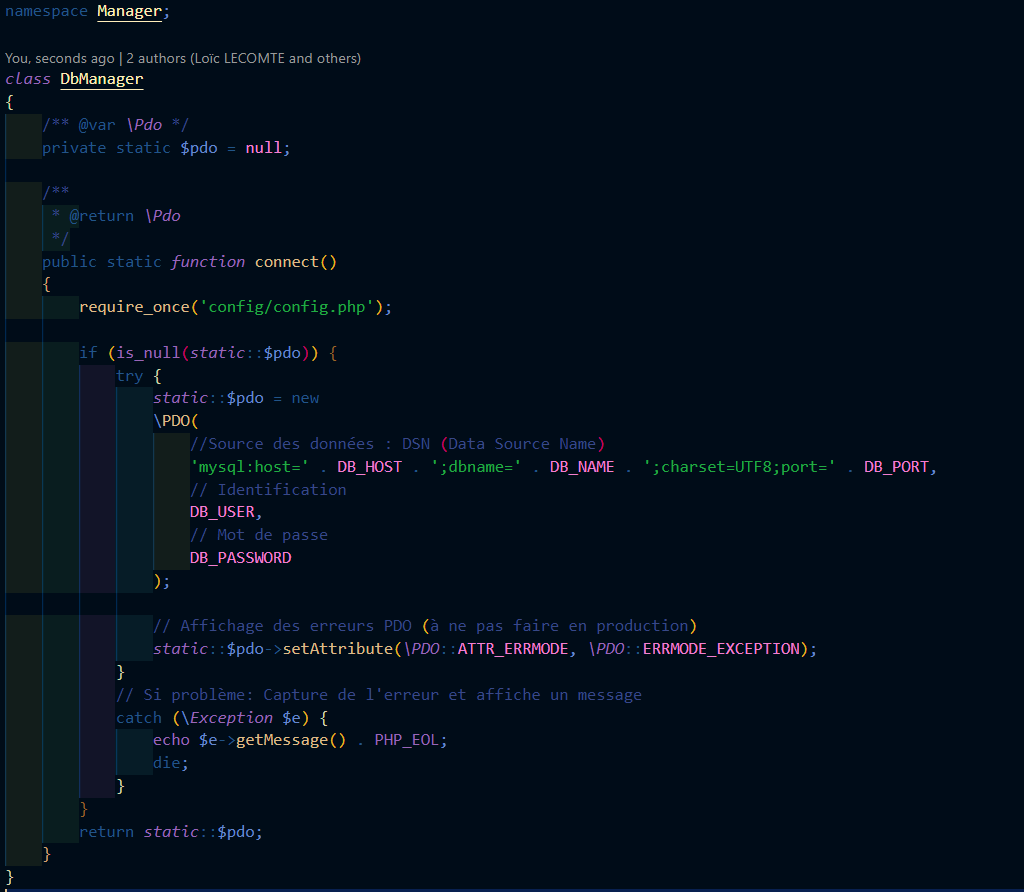 namespace Manager;
You, seconds ago | 2 authors (Loïc LECOMTE and others)
class DbManager
{
    /** @var \Pdo */
    private static $pdo = null;

    /**
     * @return \Pdo
     */
    public static function connect()
    {
        require_once('config/config.php');

        if (is_null(static::$pdo)) {
            try {
                static::$pdo = new
                \PDO(
                    //Source des données : DSN (Data Source Name)
                    'mysql:host=' . DB_HOST . ';dbname=' . DB_NAME . ';charset=UTF8;port=' . DB_PORT,
                    // Identification
                    DB_USER,
                    // Mot de passe
                    DB_PASSWORD
                );

                // Affichage des erreurs PDO (à ne pas faire en production)
                static::$pdo->setAttribute(\PDO::ATTR_ERRMODE, \PDO::ERRMODE_EXCEPTION);
            }
            // Si problème: Capture de l'erreur et affiche un message
            catch (\Exception $e) {
                echo $e->getMessage() . PHP_EOL;
                die;
            }
        }
        return static::$pdo;
    }
}